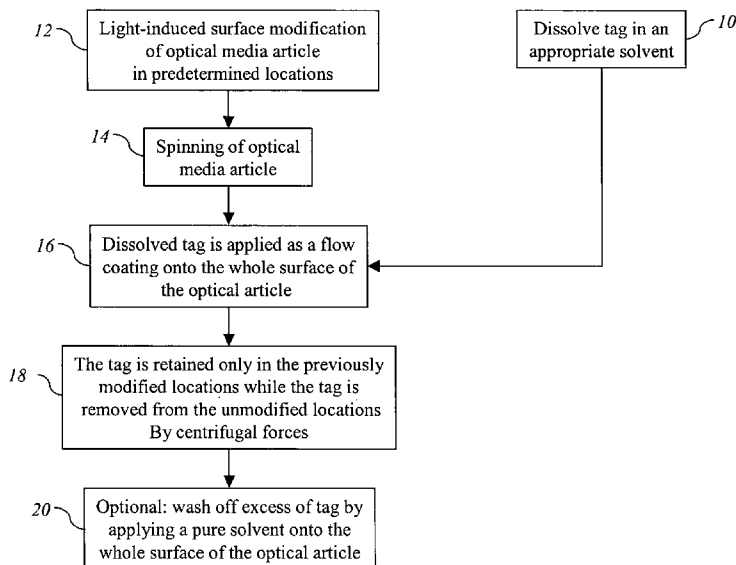 12
Light-induced surface modification
of optical media article
in predetermined locations
Dissolve tag in an
appropriate solvent
10
14
Spinning of optical
media article
16
Dissolved tag is applied as a flow
coating onto the whole surface of
the optical article
18
The tag is retained only in the previously
modified locations while the tag is
removed from the unmodified locations
By centrifugal forces
20
Optional: wash off excess of tag by
applying a pure solvent onto the
whole surface of the optical article